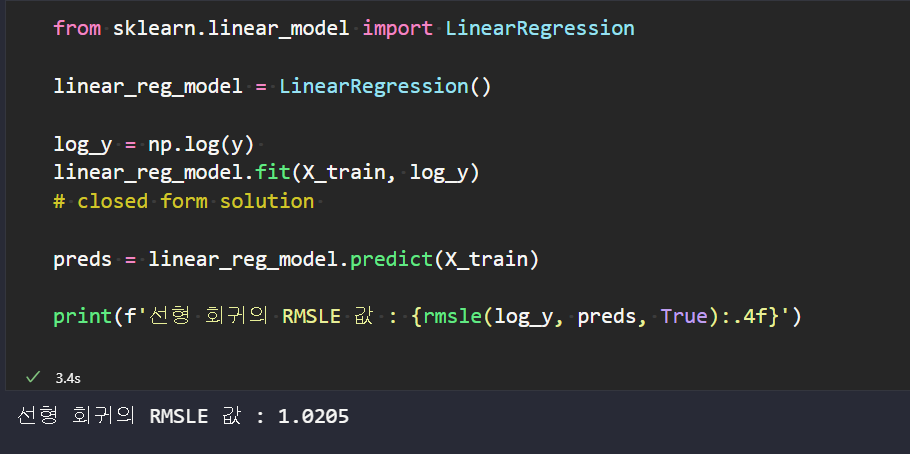 from sklearn.linear_model import LinearRegression
linear_reg_model = LinearRegression()
log_y = np.log(y)
linear_reg_model.fit(X_train, log_y)
# closed form solution
preds = linear_reg_model.predict(X_train)
print(f'선형 회귀의 RMSLE 값 : {rmsle(log_y, preds, True):.4f}')
3.4s
선형 회귀의 RMSLE 값 : 1.0205